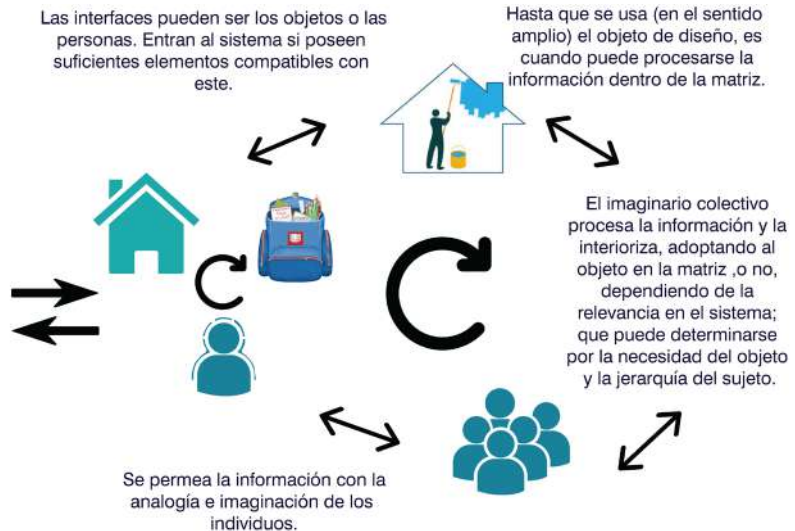 Las interfaces pueden ser los objetos o las
personas. Entran al sistema si poseen
suficientes elementos compatibles con
este.
Hasta que se usa (en el sentido
amplio) el objeto de diseño, es
cuando puede procesarse la
información dentro de la matriz.
El imaginario colectivo
procesa la información y la
interioriza, adoptando al
objeto en la matriz ,o no,
dependiendo de la
relevancia en el sistema;
que puede determinarse
por la necesidad del objeto
y la jerarquía del sujeto.
Se permea la información con la
analogía e imaginación de los
individuos.